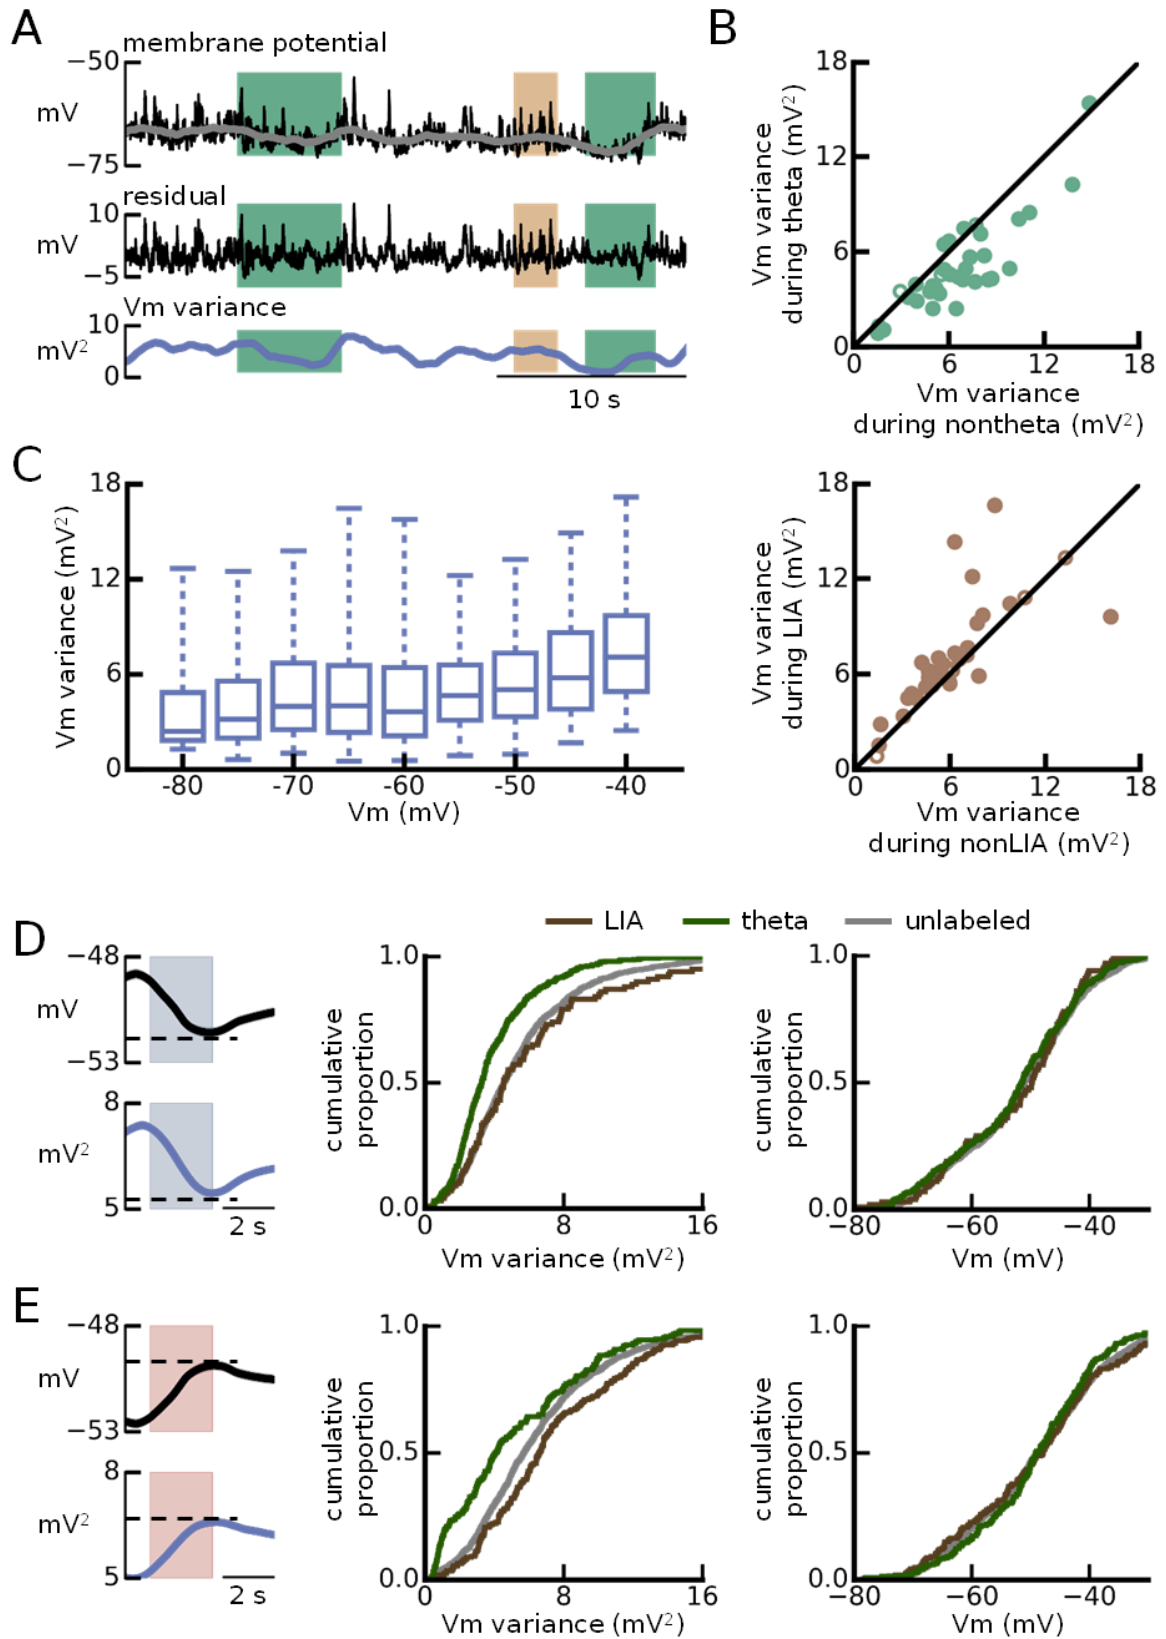 A
membrane potential
−50
mV
−75
residual
10
mV
−5
Vm variance
10
mV²
0
10 s
B
18
12
6
0
Vm variance
during theta (mV²)
0 6 12 18
Vm variance
during nontheta (mV²)
C
18
12
6
0
Vm variance (mV²)
-80 -70 -60 -50 -40
Vm (mV)
18
12
6
0
Vm variance
during LIA (mV²)
0 6 12 18
Vm variance
during nonLIA (mV²)
LIA theta unlabeled
D
−48
mV
−53
8
mV²
5
2 s
1.0
0.5
0.0
cumulative
proportion
0 8 16
Vm variance (mV²)
1.0
0.5
0.0
cumulative
proportion
−80 −60 −40
Vm (mV)
E
−48
mV
−53
8
mV²
5
2 s
1.0
0.5
0.0
cumulative
proportion
0 8 16
Vm variance (mV²)
1.0
0.5
0.0
cumulative
proportion
−80 −60 −40
Vm (mV)